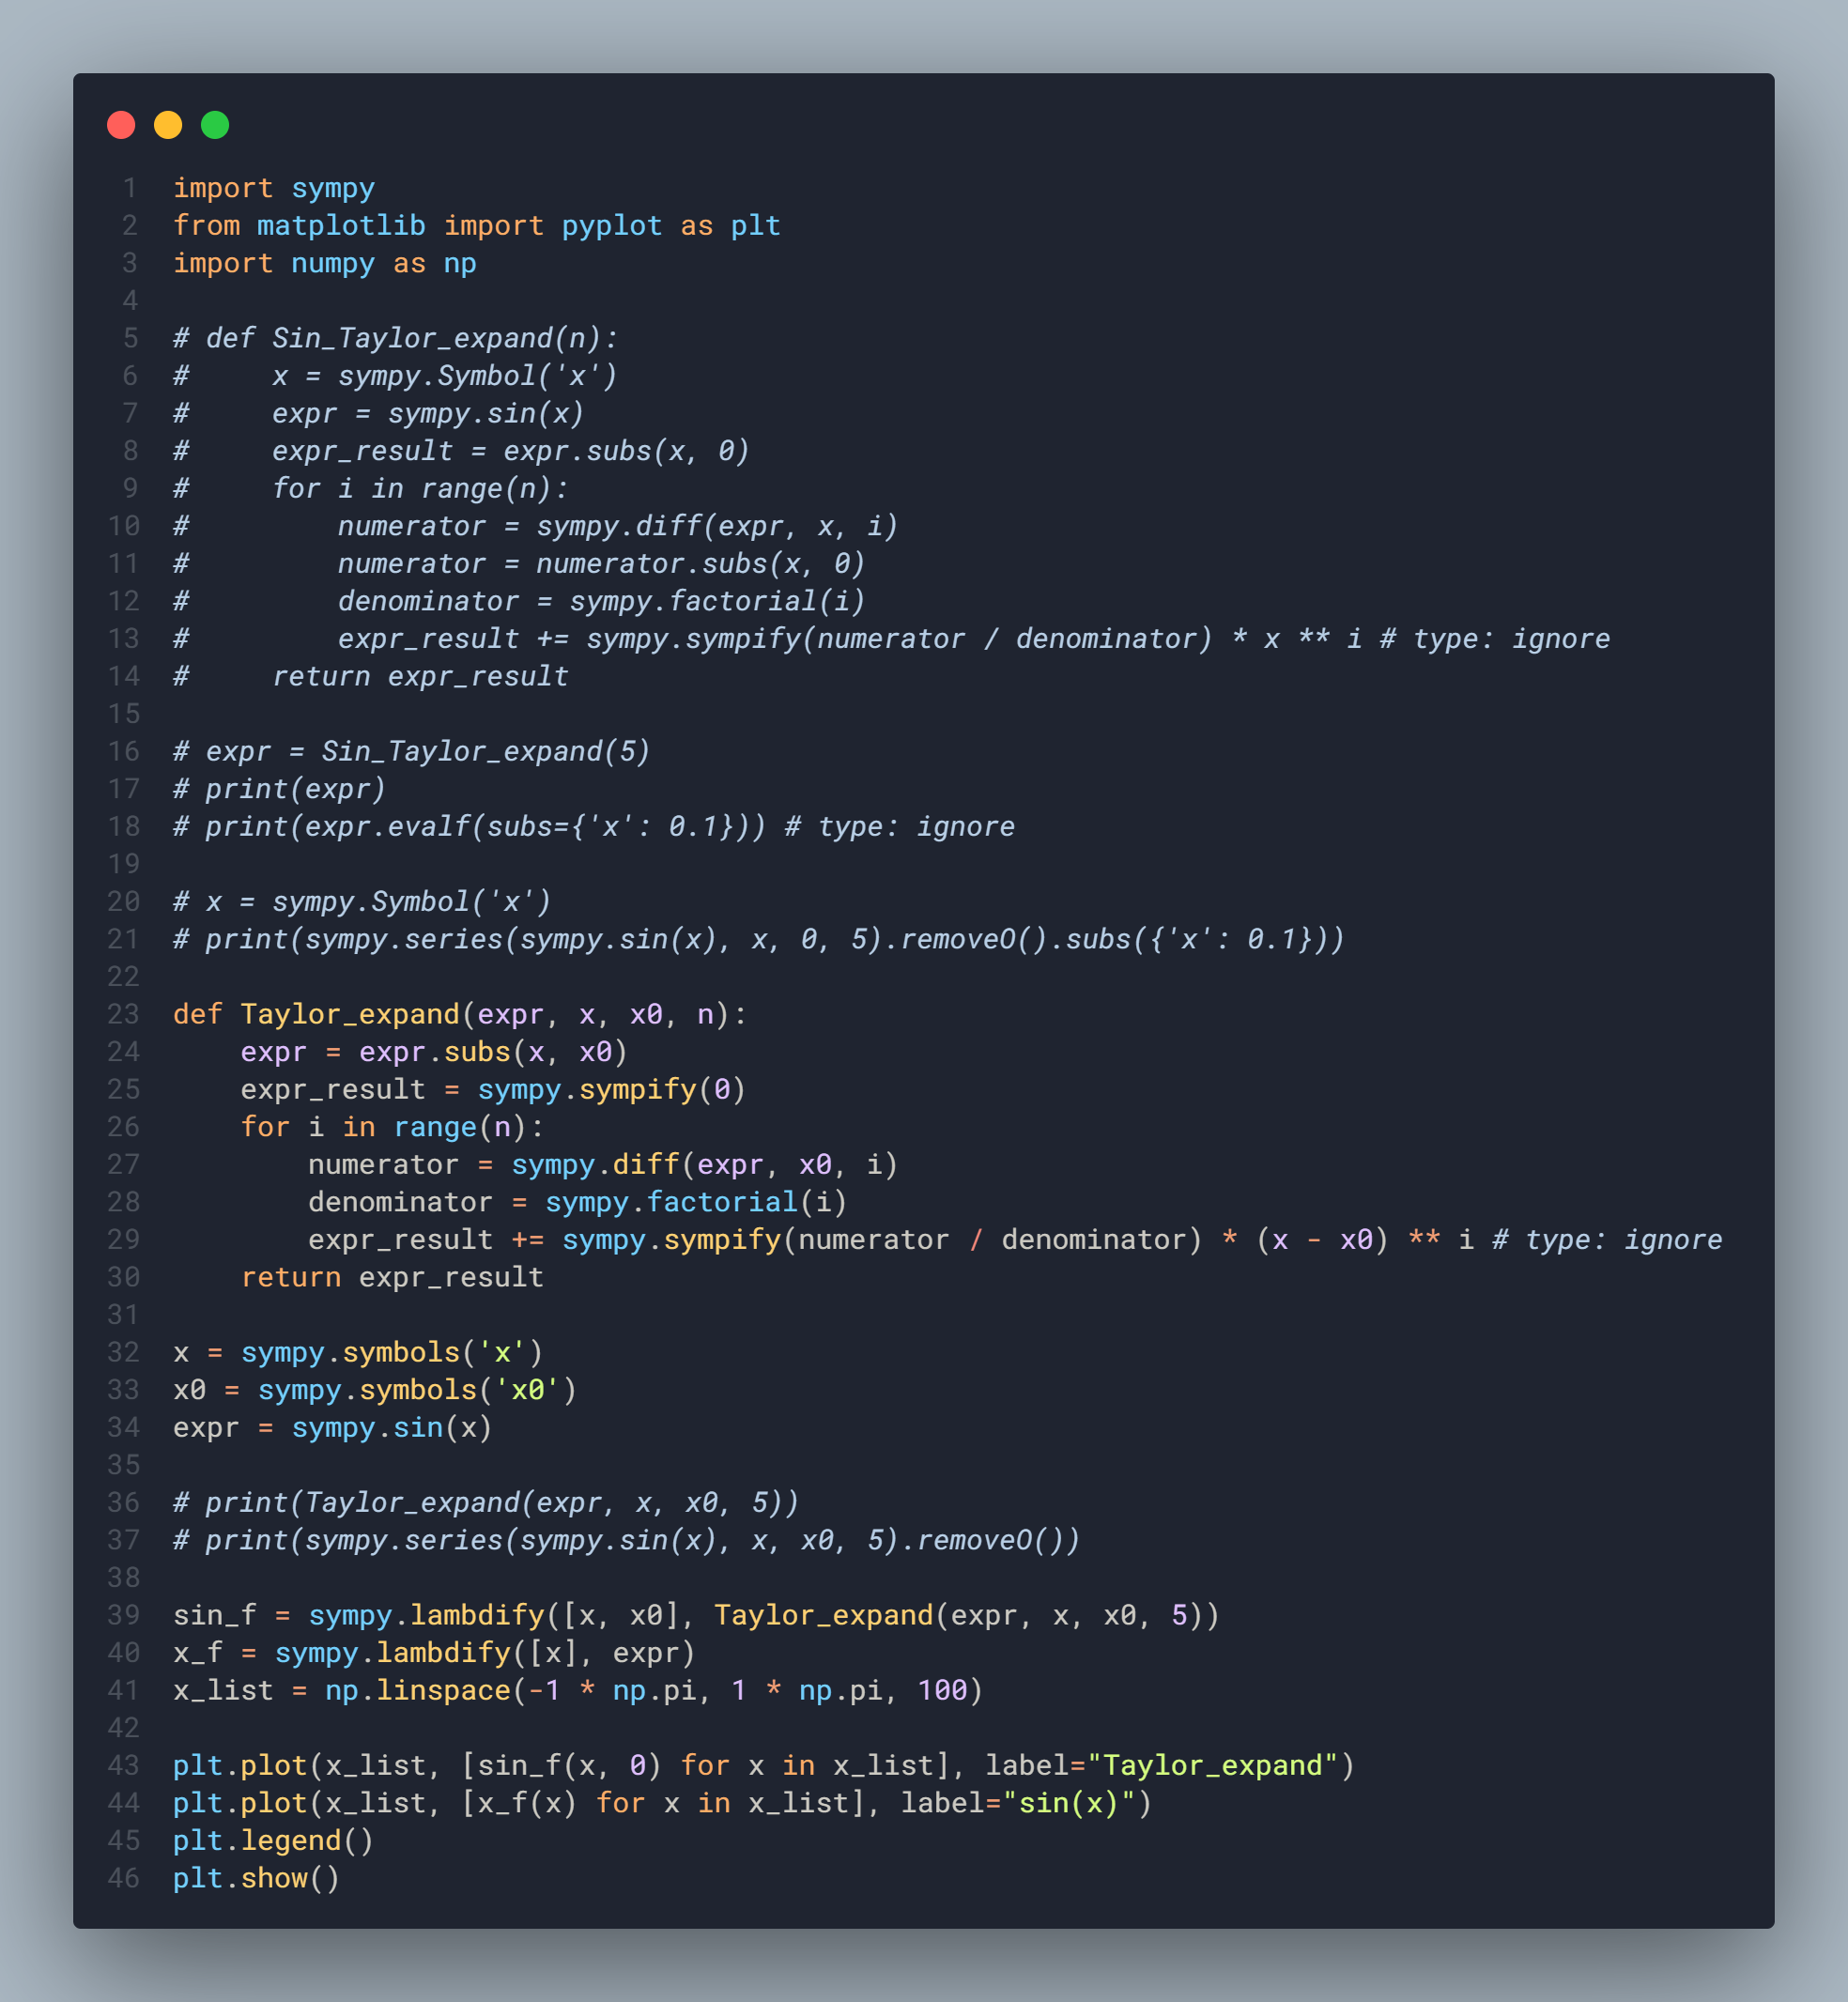 1 import sympy
2 from matplotlib import pyplot as plt
3 import numpy as np
4
5 # def Sin_Taylor_expand(n):
6 #     x = sympy.Symbol('x')
7 #     expr = sympy.sin(x)
8 #     expr_result = expr.subs(x, 0)
9 #     for i in range(n):
10 #         numerator = sympy.diff(expr, x, i)
11 #         numerator = numerator.subs(x, 0)
12 #         denominator = sympy.factorial(i)
13 #         expr_result += sympy.sympify(numerator / denominator) * x ** i # type: ignore
14 #     return expr_result
15
16 # expr = Sin_Taylor_expand(5)
17 # print(expr)
18 # print(expr.evalf(subs={'x': 0.1})) # type: ignore
19
20 # x = sympy.Symbol('x')
21 # print(sympy.series(sympy.sin(x), x, 0, 5).removeO().subs({'x': 0.1}))
22
23 def Taylor_expand(expr, x, x0, n):
24     expr = expr.subs(x, x0)
25     expr_result = sympy.sympify(0)
26     for i in range(n):
27         numerator = sympy.diff(expr, x0, i)
28         denominator = sympy.factorial(i)
29         expr_result += sympy.sympify(numerator / denominator) * (x - x0) ** i # type: ignore
30     return expr_result
31
32 x = sympy.symbols('x')
33 x0 = sympy.symbols('x0')
34 expr = sympy.sin(x)
35
36 # print(Taylor_expand(expr, x, x0, 5))
37 # print(sympy.series(sympy.sin(x), x, x0, 5).removeO())
38
39 sin_f = sympy.lambdify([x, x0], Taylor_expand(expr, x, x0, 5))
40 x_f = sympy.lambdify([x], expr)
41 x_list = np.linspace(-1 * np.pi, 1 * np.pi, 100)
42
43 plt.plot(x_list, [sin_f(x, 0) for x in x_list], label="Taylor_expand")
44 plt.plot(x_list, [x_f(x) for x in x_list], label="sin(x)")
45 plt.legend()
46 plt.show()